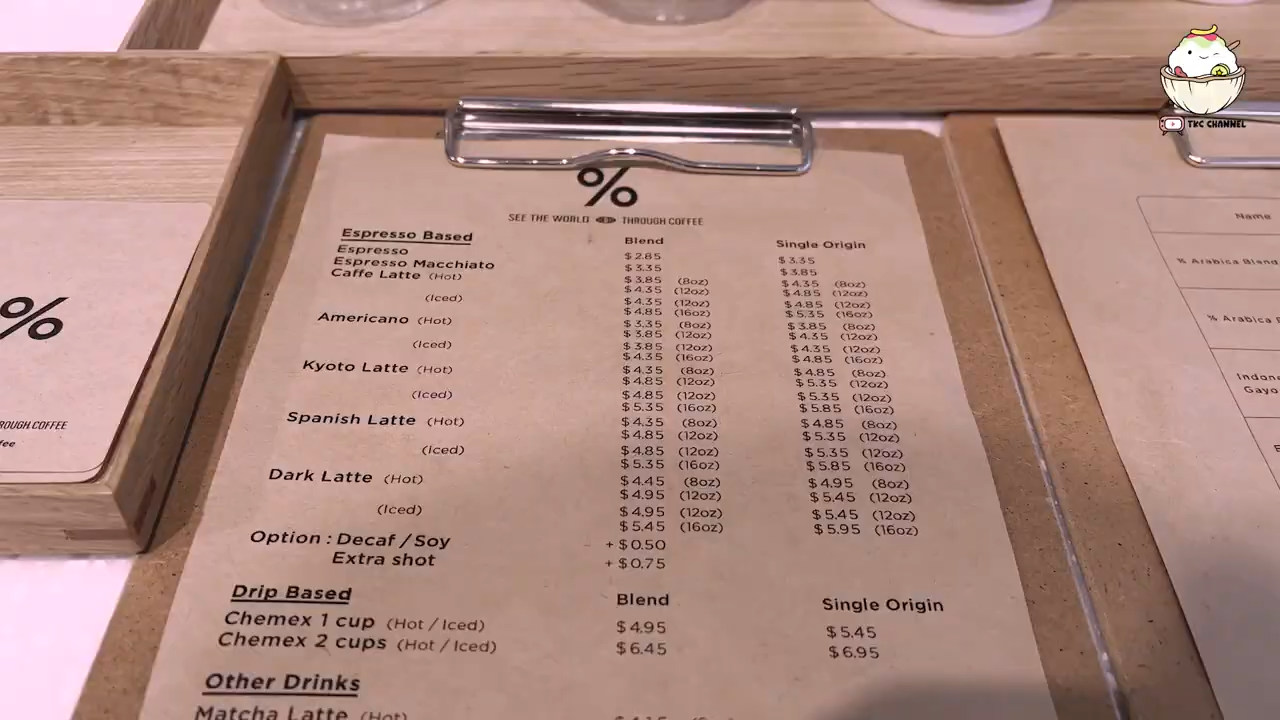 TKC CHANNEL
%
SEE THE WORLD THROUGH COFFEE
Espresso Based Blend Single Origin
Espresso $2.85 $3.35
Espresso Macchiato $3.35 $3.85
Caffe Latte (Hot) $3.85 (8oz) $4.35 (8oz)
$4.35 (12oz) $4.85 (12oz)
(Iced) $4.35 (12oz) $4.85 (12oz)
$4.85 (16oz) $5.35 (16oz)
Americano (Hot) $3.35 (8oz) $3.85 (8oz)
$3.85 (12oz) $4.35 (12oz)
(Iced) $3.85 (12oz) $4.35 (12oz)
$4.35 (16oz) $4.85 (16oz)
Kyoto Latte (Hot) $4.35 (8oz) $4.85 (8oz)
$4.85 (12oz) $5.35 (12oz)
(Iced) $4.85 (12oz) $5.35 (12oz)
$5.35 (16oz) $5.85 (16oz)
Spanish Latte (Hot) $4.35 (8oz) $4.85 (8oz)
$4.85 (12oz) $5.35 (12oz)
(Iced) $4.85 (12oz) $5.35 (12oz)
$5.35 (16oz) $5.85 (16oz)
Dark Latte (Hot) $4.45 (8oz) $4.95 (8oz)
$4.95 (12oz) $5.45 (12oz)
(Iced) $4.95 (12oz) $5.45 (12oz)
$5.45 (16oz) $5.95 (16oz)
Option : Decaf / Soy + $0.50
Extra shot + $0.75
Drip Based Blend Single Origin
Chemex 1 cup (Hot / Iced) $4.95 $5.45
Chemex 2 cups (Hot / Iced) $6.45 $6.95
Other Drinks
Matcha Latte (Hot)
%
THROUGH COFFEE
Name
% Arabica Blend
% Arabica
Gayo